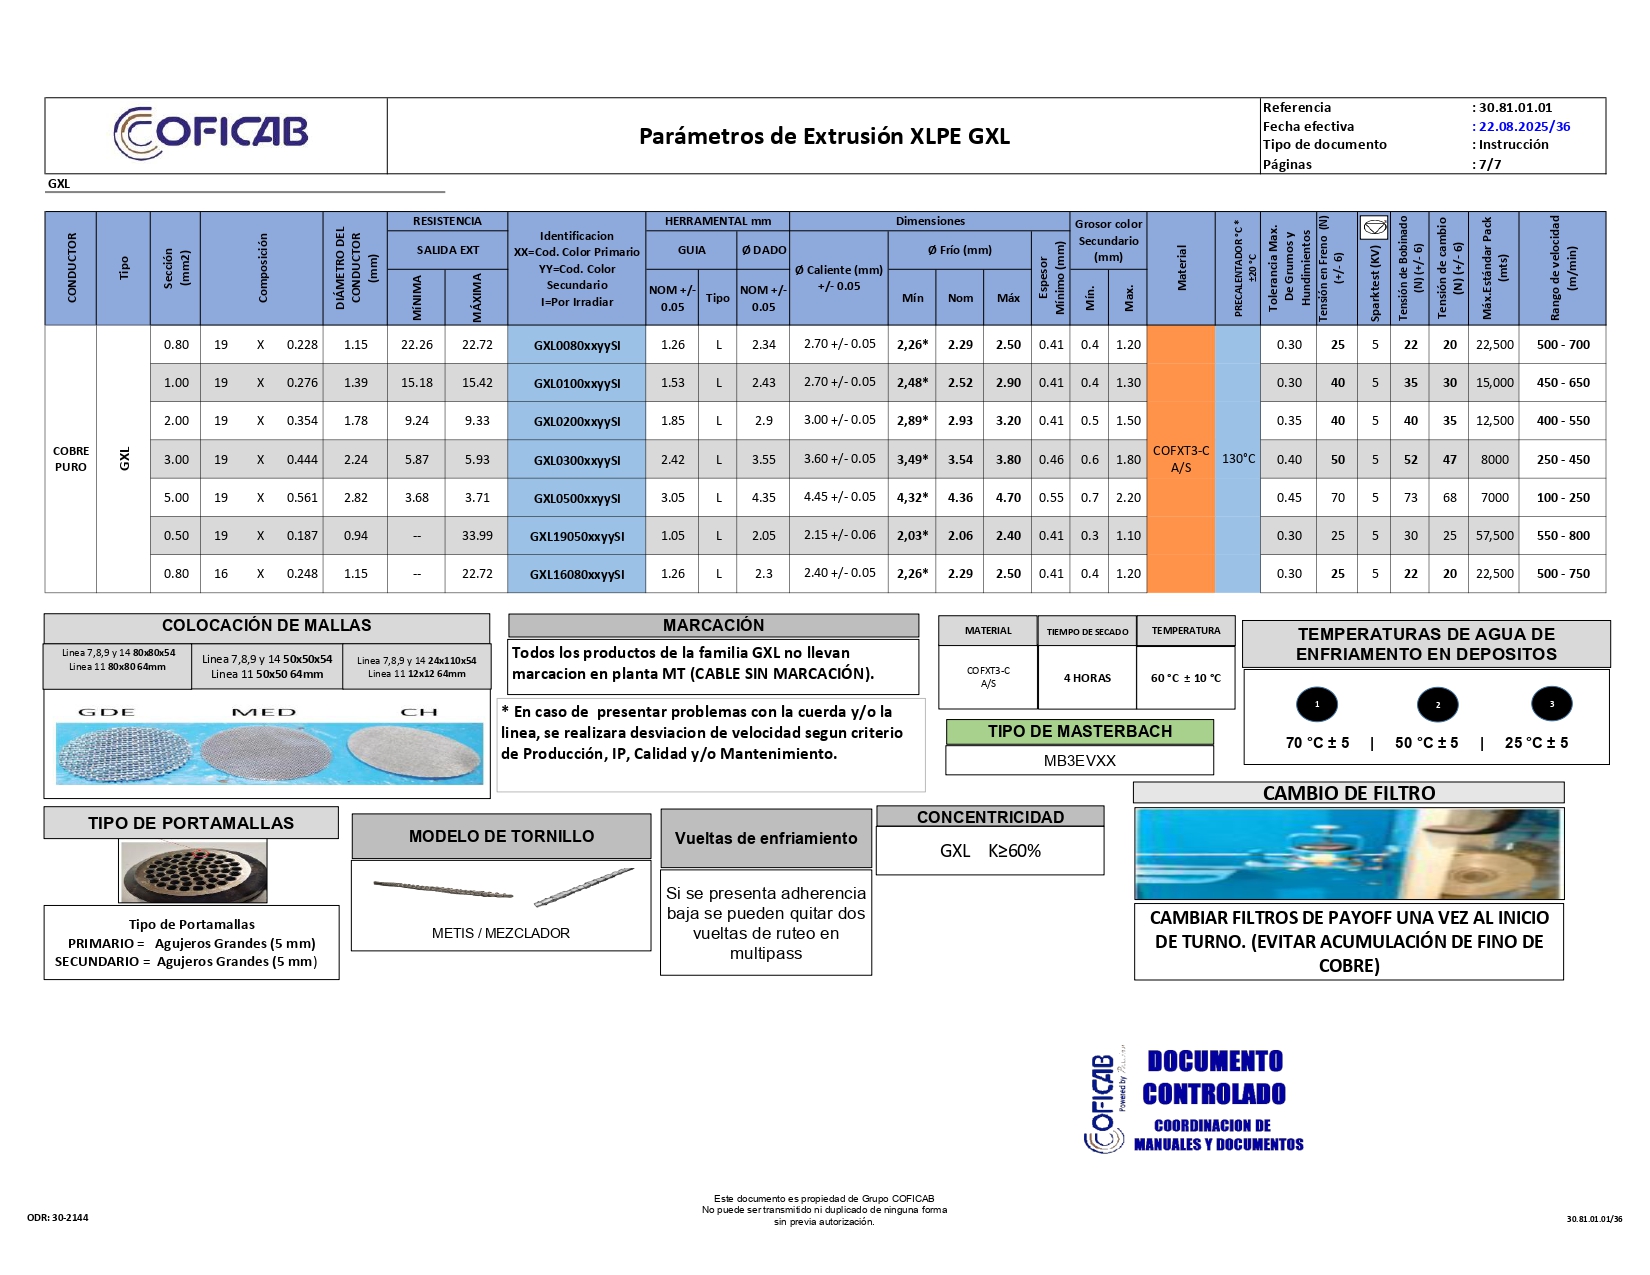 COFICAB
Parámetros de Extrusión XLPE GXL
Referencia : 30.81.01.01
Fecha efectiva : 22.08.2025/36
Tipo de documento : Instrucción
Páginas : 7/7
GXL
CONDUCTOR
Tipo
Sección (mm2)
Composición
DIÁMETRO DEL CONDUCTOR (mm)
RESISTENCIA
SALIDA EXT
MÍNIMA
MÁXIMA
Identificacion
XX=Cod. Color Primario
YY=Cod. Color
Secundario
I=Por Irradiar
HERRAMENTAL mm
GUIA
Ø DADO
NOM +/- 0.05
Tipo
NOM +/- 0.05
Dimensiones
Ø Caliente (mm) +/- 0.05
Ø Frío (mm)
Mín
Nom
Máx
Espesor Minimo (mm)
Grosor color Secundario (mm)
Mín.
Max.
Material
PRECALENTADOR °C * ±20 °C
Tolerancia Max. De Grumos y Hundimientos
Tensión en Freno (N) (+/- 6)
Sparktest (KV)
Tensión de Bobinado (N) (+/- 6)
Tensión de cambio (N) (+/- 6)
Máx.Estándar Pack (mts)
Rango de velocidad (m/min)
COBRE PURO
GXL
COFXT3-C A/S
130°C
0.80 19 X 0.228 1.15 22.26 22.72 GXL0080xxyySI 1.26 L 2.34 2.70 +/- 0.05 2,26* 2.29 2.50 0.41 0.4 1.20 0.30 25 5 22 20 22,500 500 - 700
1.00 19 X 0.276 1.39 15.18 15.42 GXL0100xxyySI 1.53 L 2.43 2.70 +/- 0.05 2,48* 2.52 2.90 0.41 0.4 1.30 0.30 40 5 35 30 15,000 450 - 650
2.00 19 X 0.354 1.78 9.24 9.33 GXL0200xxyySI 1.85 L 2.9 3.00 +/- 0.05 2,89* 2.93 3.20 0.41 0.5 1.50 0.35 40 5 40 35 12,500 400 - 550
3.00 19 X 0.444 2.24 5.87 5.93 GXL0300xxyySI 2.42 L 3.55 3.60 +/- 0.05 3,49* 3.54 3.80 0.46 0.6 1.80 0.40 50 5 52 47 8000 250 - 450
5.00 19 X 0.561 2.82 3.68 3.71 GXL0500xxyySI 3.05 L 4.35 4.45 +/- 0.05 4,32* 4.36 4.70 0.55 0.7 2.20 0.45 70 5 73 68 7000 100 - 250
0.50 19 X 0.187 0.94 -- 33.99 GXL19050xxyySI 1.05 L 2.05 2.15 +/- 0.06 2,03* 2.06 2.40 0.41 0.3 1.10 0.30 25 5 30 25 57,500 550 - 800
0.80 16 X 0.248 1.15 -- 22.72 GXL16080xxyySI 1.26 L 2.3 2.40 +/- 0.05 2,26* 2.29 2.50 0.41 0.4 1.20 0.30 25 5 22 20 22,500 500 - 750
COLOCACIÓN DE MALLAS
Linea 7,8,9 y 14 80x80x54
Linea 11 80x80 64mm
Linea 7,8,9 y 14 50x50x54
Linea 11 50x50 64mm
Linea 7,8,9 y 14 24x110x54
Linea 11 12x12 64mm
GDE MED CH
MARCACIÓN
Todos los productos de la familia GXL no llevan
marcacion en planta MT (CABLE SIN MARCACIÓN).
* En caso de presentar problemas con la cuerda y/o la
linea, se realizara desviacion de velocidad segun criterio
de Producción, IP, Calidad y/o Mantenimiento.
MATERIAL TIEMPO DE SECADO TEMPERATURA
COFXT3-C A/S 4 HORAS 60 °C ± 10 °C
TIPO DE MASTERBACH
MB3EVXX
TEMPERATURAS DE AGUA DE
ENFRIAMENTO EN DEPOSITOS
1 2 3
70 °C ± 5 | 50 °C ± 5 | 25 °C ± 5
TIPO DE PORTAMALLAS
Tipo de Portamallas
PRIMARIO = Agujeros Grandes (5 mm)
SECUNDARIO = Agujeros Grandes (5 mm)
MODELO DE TORNILLO
METIS / MEZCLADOR
Vueltas de enfriamiento
Si se presenta adherencia
baja se pueden quitar dos
vueltas de ruteo en
multipass
CONCENTRICIDAD
GXL K≥60%
CAMBIO DE FILTRO
CAMBIAR FILTROS DE PAYOFF UNA VEZ AL INICIO
DE TURNO. (EVITAR ACUMULACIÓN DE FINO DE
COBRE)
COFICAB
Powered by
DOCUMENTO
CONTROLADO
COORDINACION DE
MANUALES Y DOCUMENTOS
Este documento es propiedad de Grupo COFICAB
No puede ser transmitido ni duplicado de ninguna forma
sin previa autorización.
ODR: 30-2144
30.81.01.01/36